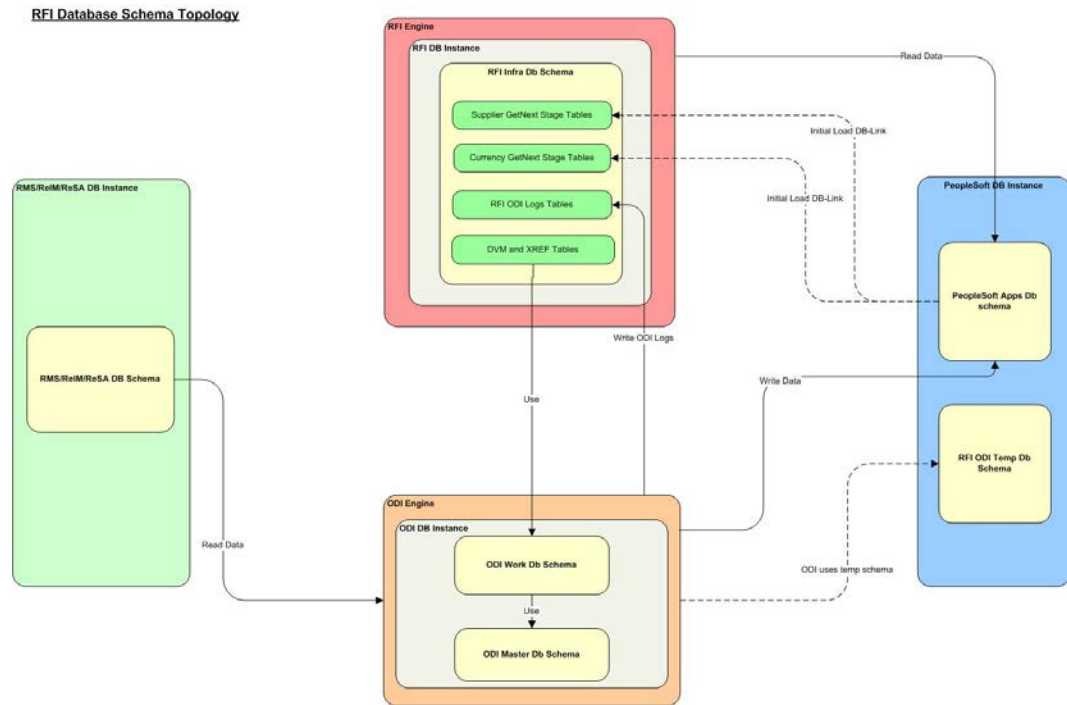 RFI Database Schema Topology
RFI Engine
RFI DB Instance
RFI Infra Db Schema
Supplier GetNext Stage Tables
Currency GetNext Stage Tables
RFI ODI Logs Tables
DVM and XREF Tables
Read Data
Initial Load DB-Link
Initial Load DB-Link
RMS/ReIM/ReSA DB Instance
RMS/ReIM/ReSA DB Schema
PeopleSoft DB Instance
PeopleSoft Apps Db
schema
RFI ODI Temp Db
Schema
Write ODI Logs
Write Data
Use
Read Data
ODI uses temp schema
ODI Engine
ODI DB Instance
ODI Work Db Schema
Use
ODI Master Db Schema